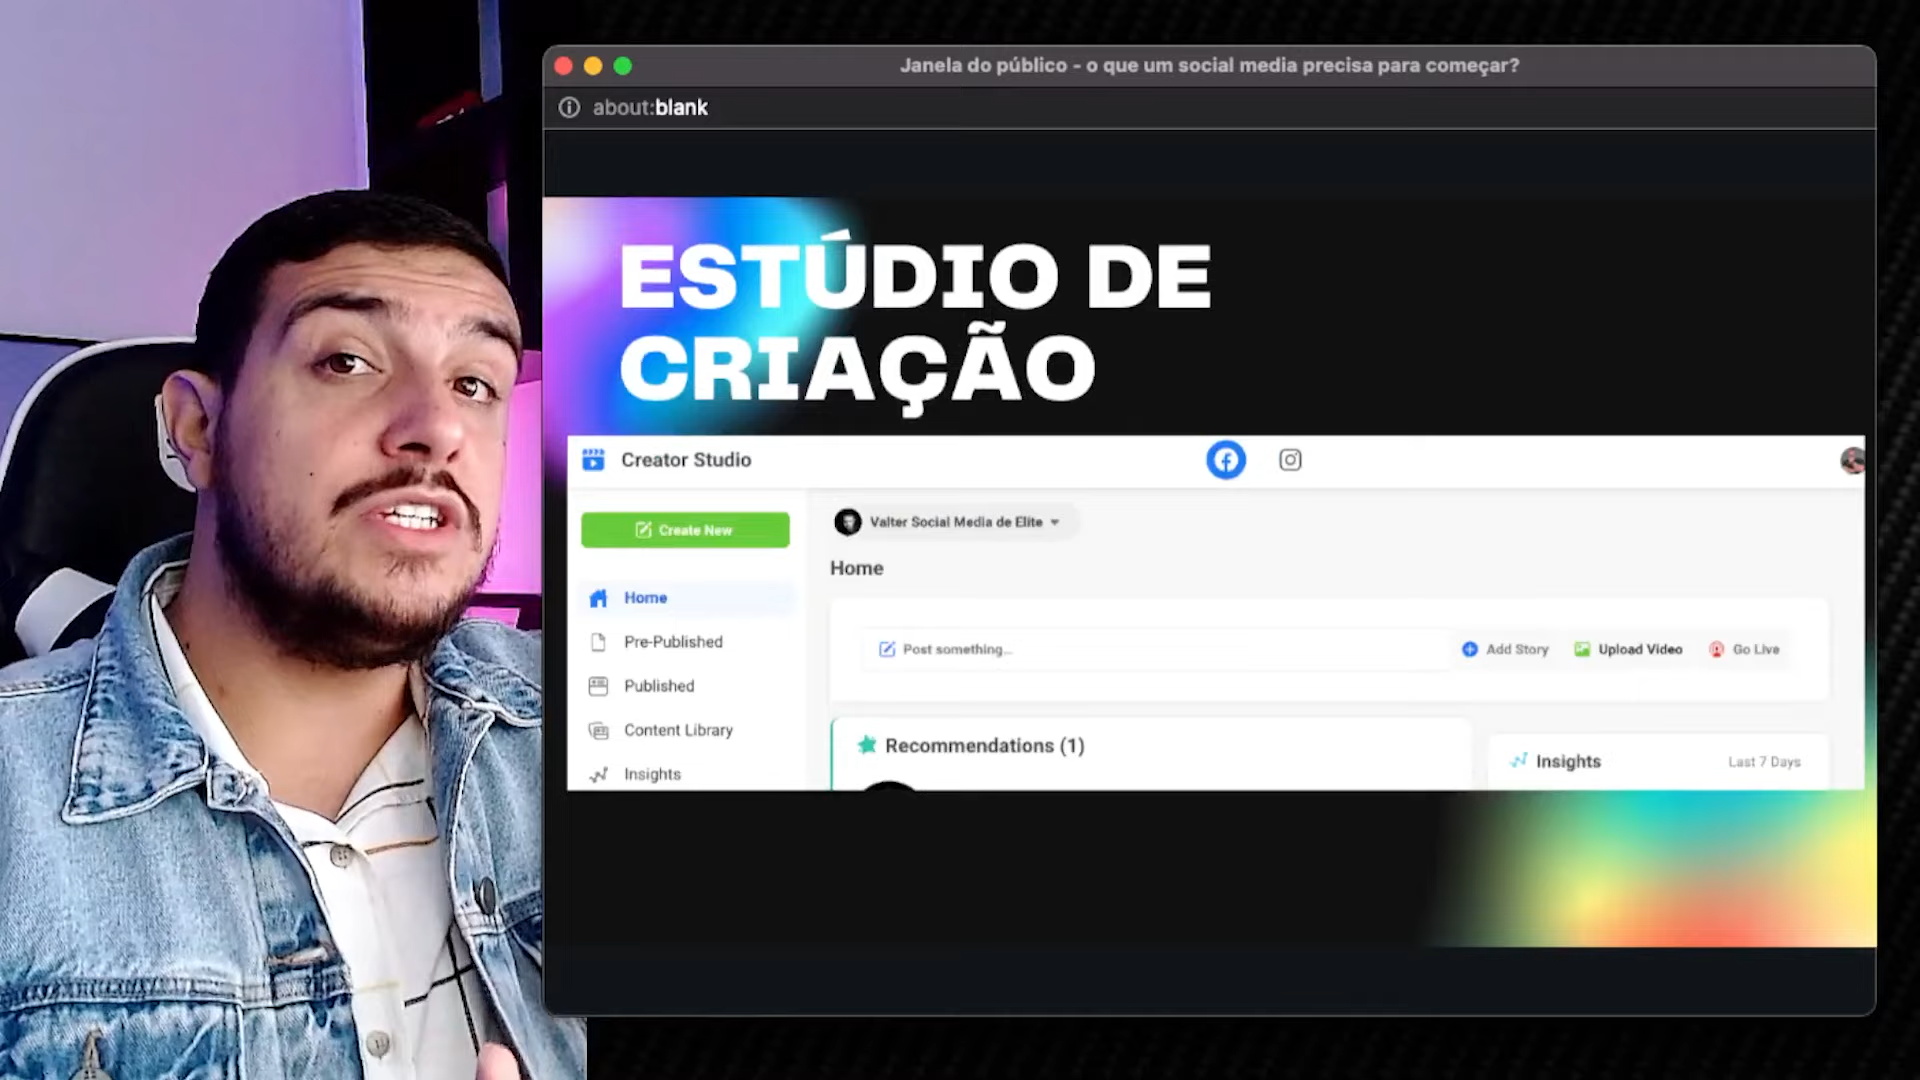 Janela do público - o que um social media precisa para começar?
about:blank
ESTÚDIO DE
CRIAÇÃO
Creator Studio
Create New
Valter Social Media de Elite
Home
Home
Pre-Published
Published
Content Library
Insights
Post something...
Add Story
Upload Video
Go Live
Recommendations (1)
Insights
Last 7 Days